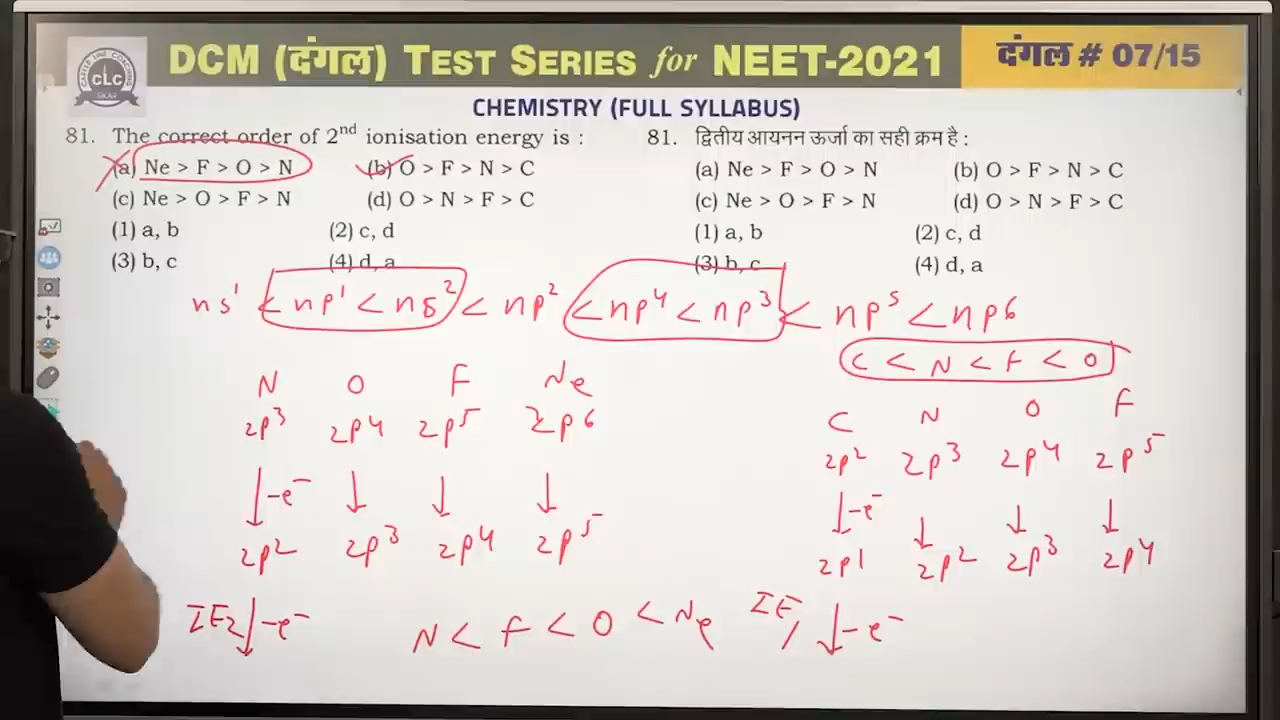 DCM (दंगल) TEST SERIES for NEET-2021
दंगल # 07/15
CLC
CHEMISTRY (FULL SYLLABUS)
81. The correct order of 2nd ionisation energy is :
(a) Ne > F > O > N (b) O > F > N > C
(c) Ne > O > F > N (d) O > N > F > C
(1) a, b (2) c, d
(3) b, c (4) d, a
81. द्वितीय आयनन ऊर्जा का सही क्रम है :
(a) Ne > F > O > N (b) O > F > N > C
(c) Ne > O > F > N (d) O > N > F > C
(1) a, b (2) c, d
(3) b, c (4) d, a
ns¹ < np¹ < ns² < np² < np⁴ < np³ < np⁵ < np6
C < N < F < O
N O F Ne
2p³ 2p4 2p⁵ 2p6
-e⁻
2p² 2p³ 2p4 2p⁵
IE₂ -e⁻
N < F < O < Ne
C N O F
2p² 2p³ 2p⁴ 2p⁵
-e⁻
2p1 2p² 2p³ 2p4
IE, -e⁻